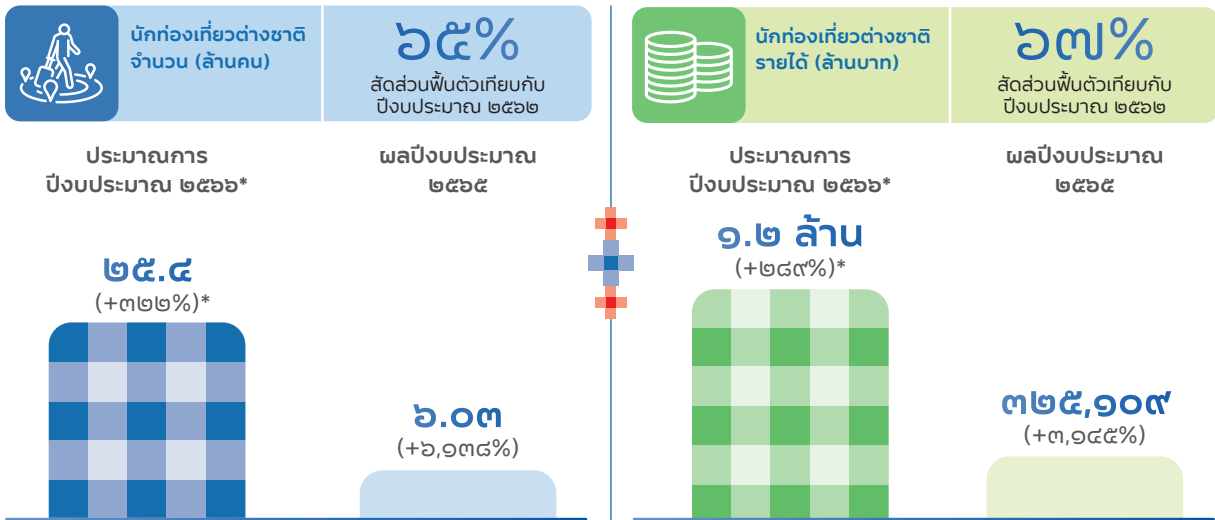 นักท่องเที่ยวต่างชาติ
จำนวน (ล้านคน)
๖๕%
สัดส่วนฟื้นตัวเทียบกับ
ปีงบประมาณ ๒๕๖๒
ประมาณการ
ปีงบประมาณ ๒๕๖๖*
ผลปีงบประมาณ
๒๕๖๕
๒๕.๔
(+๓๒๒%)*
๖.๐๓
(+๖,๑๓๘%)
นักท่องเที่ยวต่างชาติ
รายได้ (ล้านบาท)
๖๗%
สัดส่วนฟื้นตัวเทียบกับ
ปีงบประมาณ ๒๕๖๒
ประมาณการ
ปีงบประมาณ ๒๕๖๖*
ผลปีงบประมาณ
๒๕๖๕
๑.๒ ล้าน
(+๒๘๙%)*
๓๒๕,๑๐๙
(+๓,๑๔๕%)